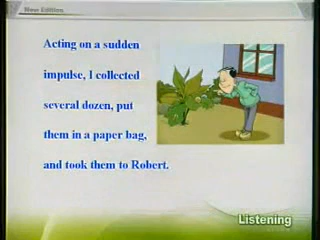 New Edition
Acting on a sudden
impulse, I collected
several dozen, put
them in a paper bag,
and took them to Robert.
Listening